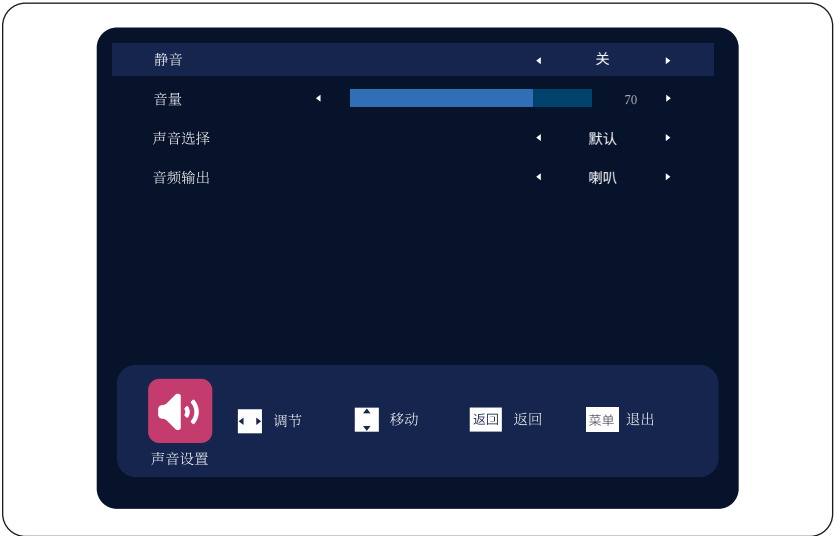 静音 关
音量 70
声音选择 默认
音频输出 喇叭
调节 移动 返回 返回 菜单 退出
声音设置